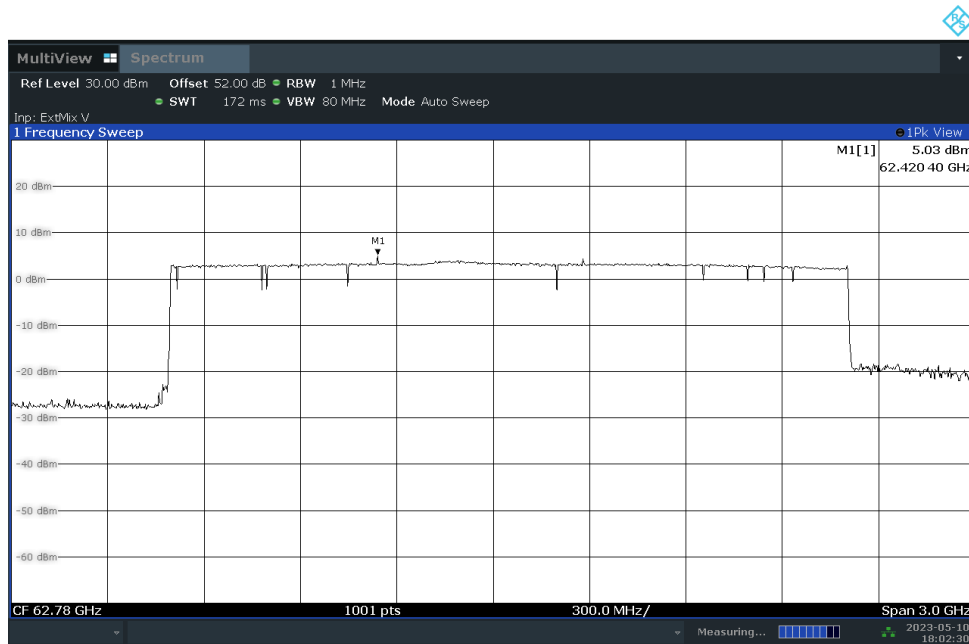 R&S
MultiView Spectrum
Ref Level 30.00 dBm Offset 52.00 dB RBW 1 MHz
SWT 172 ms VBW 80 MHz Mode Auto Sweep
Inp: ExtMix V
1 Frequency Sweep 1Pk View
M1[1] 5.03 dBm
62.420 40 GHz
20 dBm
10 dBm
M1
0 dBm
-10 dBm
-20 dBm
-30 dBm
-40 dBm
-50 dBm
-60 dBm
CF 62.78 GHz 1001 pts 300.0 MHz/ Span 3.0 GHz
Measuring... 2023-05-10
18:02:30